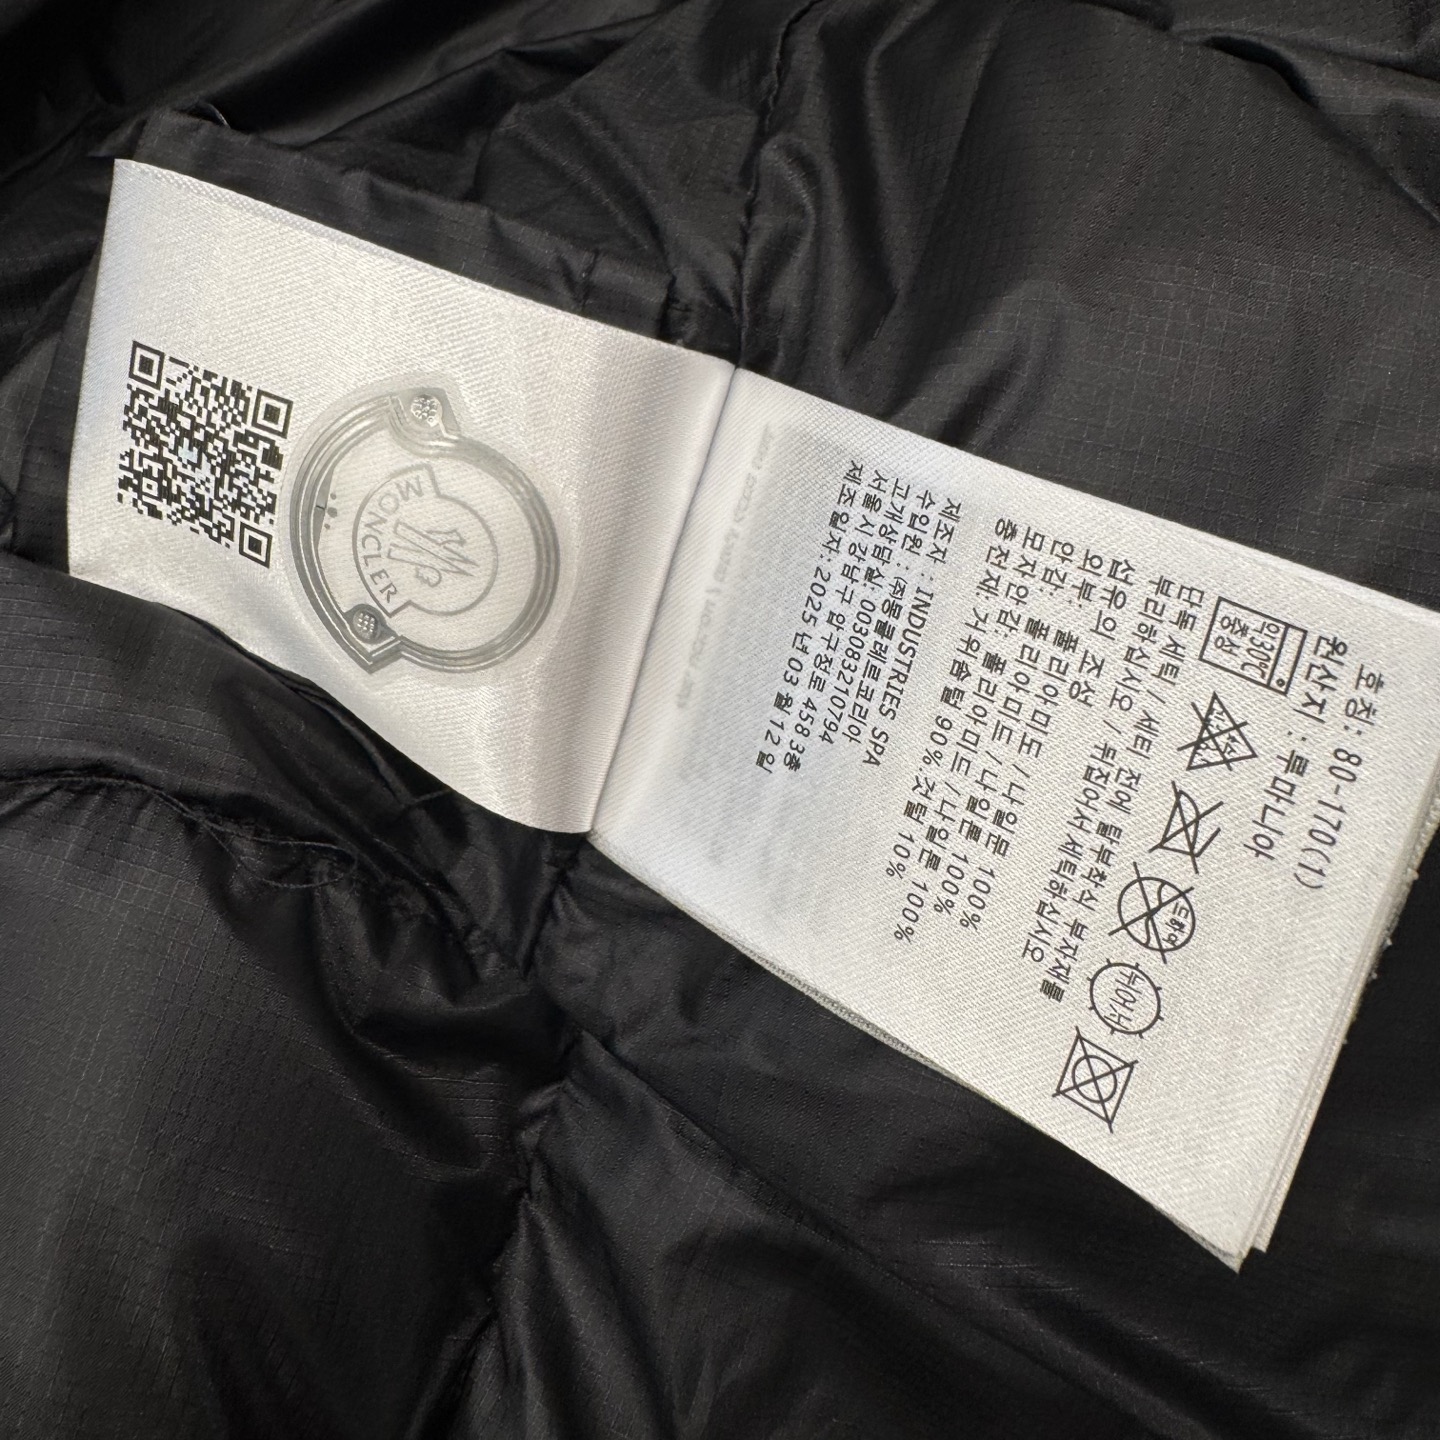 MONCLER
호칭: 80-170(1)
원산지 : 루마니아
약30℃
중성
드라이
단독 세탁 / 세탁 전에 탈부착식 부자재를
분리하십시오 / 뒤집어서 세탁하십시오
섬유의 조성
외부: 폴리아미드 / 나일론 100%
안감: 폴리아미드 / 나일론 100%
모자안감: 폴리아미드 / 나일론 100%
충전재: 거위솜털 90% 깃털 10%
제조자 : INDUSTRIES SPA
수입원 : ㈜몽클레르코리아
고객상담실: 003083210794
서울시 강남구 압구정로 458 3층
제조일자: 2025 년 03 월 12 일